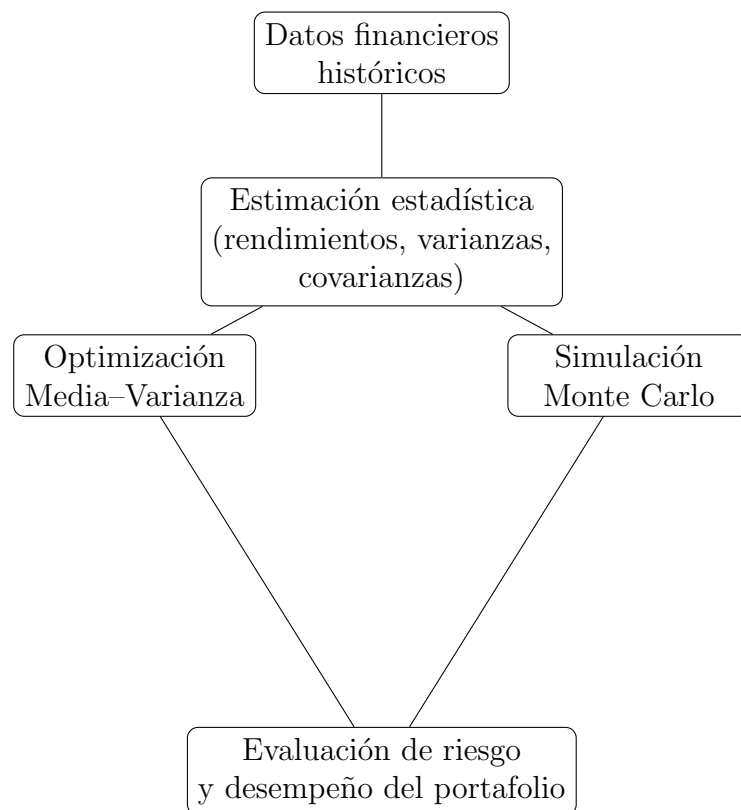 Datos financieros
históricos
Estimación estadística
(rendimientos, varianzas,
covarianzas)
Optimización
Media–Varianza
Simulación
Monte Carlo
Evaluación de riesgo
y desempeño del portafolio